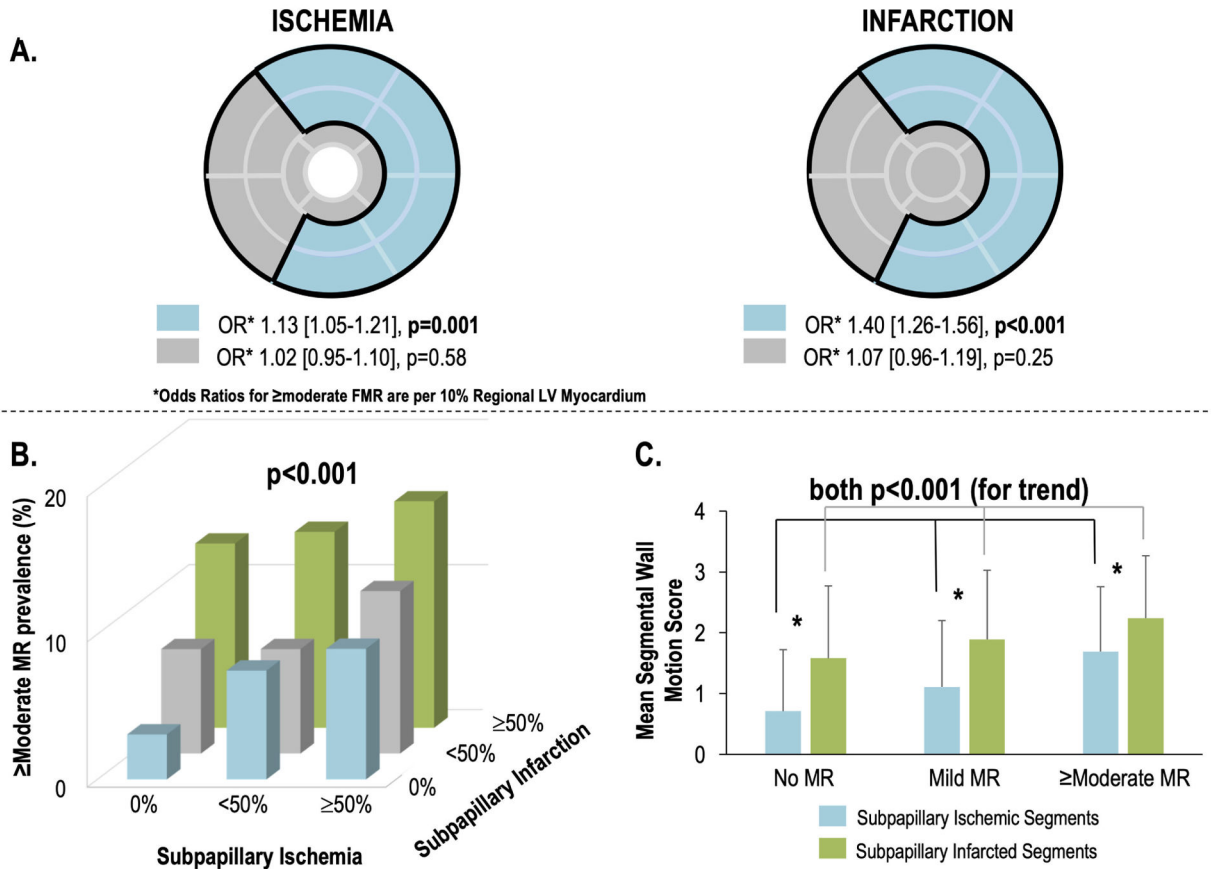 ISCHEMIA
INFARCTION
A.
OR* 1.13 [1.05-1.21], p=0.001
OR* 1.02 [0.95-1.10], p=0.58
OR* 1.40 [1.26-1.56], p<0.001
OR* 1.07 [0.96-1.19], p=0.25
*Odds Ratios for ≥moderate FMR are per 10% Regional LV Myocardium
B.
p<0.001
≥Moderate MR prevalence (%)
20
10
0
0%
<50%
≥50%
Subpapillary Ischemia
0%
<50%
≥50%
Subpapillary Infarction
C.
both p<0.001 (for trend)
Mean Segmental Wall
Motion Score
4
3
2
1
0
*
*
*
No MR
Mild MR
≥Moderate MR
Subpapillary Ischemic Segments
Subpapillary Infarcted Segments